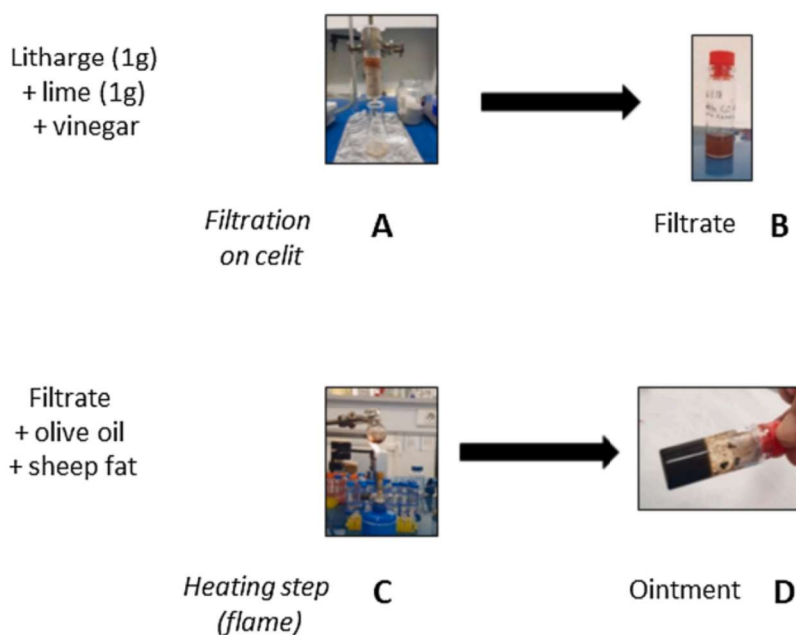 Litharge (1g)
+ lime (1g)
+ vinegar
Filtration
on celit
A
Filtrate B
Filtrate
+ olive oil
+ sheep fat
Heating step
(flame)
C
Ointment D